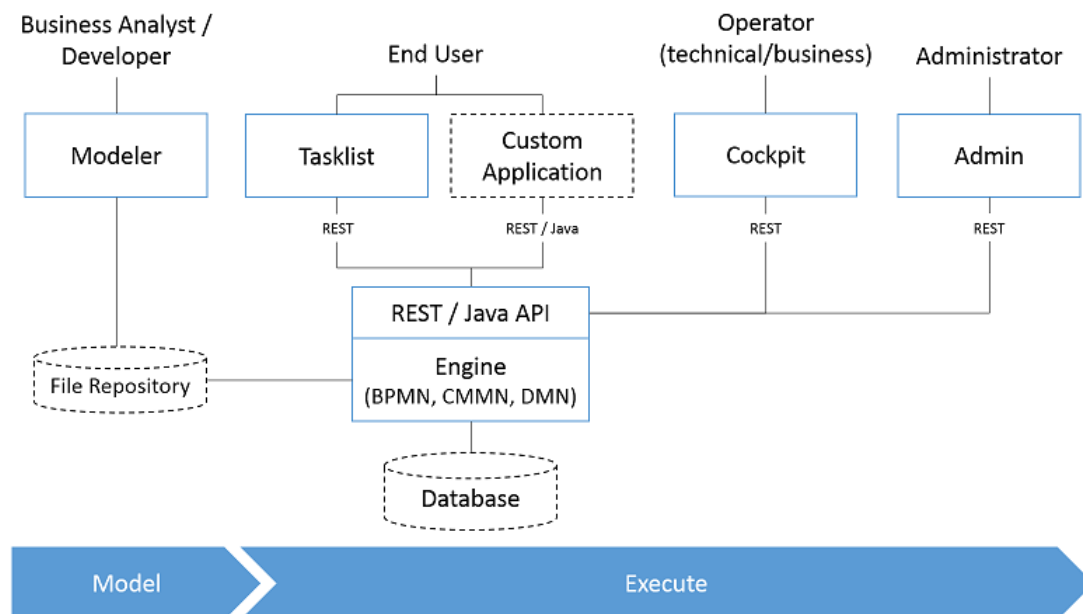 Business Analyst /
Developer
End User
Operator
(technical/business)
Administrator
Modeler
Tasklist
Custom
Application
Cockpit
Admin
REST
REST / Java
REST
REST
REST / Java API
Engine
(BPMN, CMMN, DMN)
File Repository
Database
Model
Execute